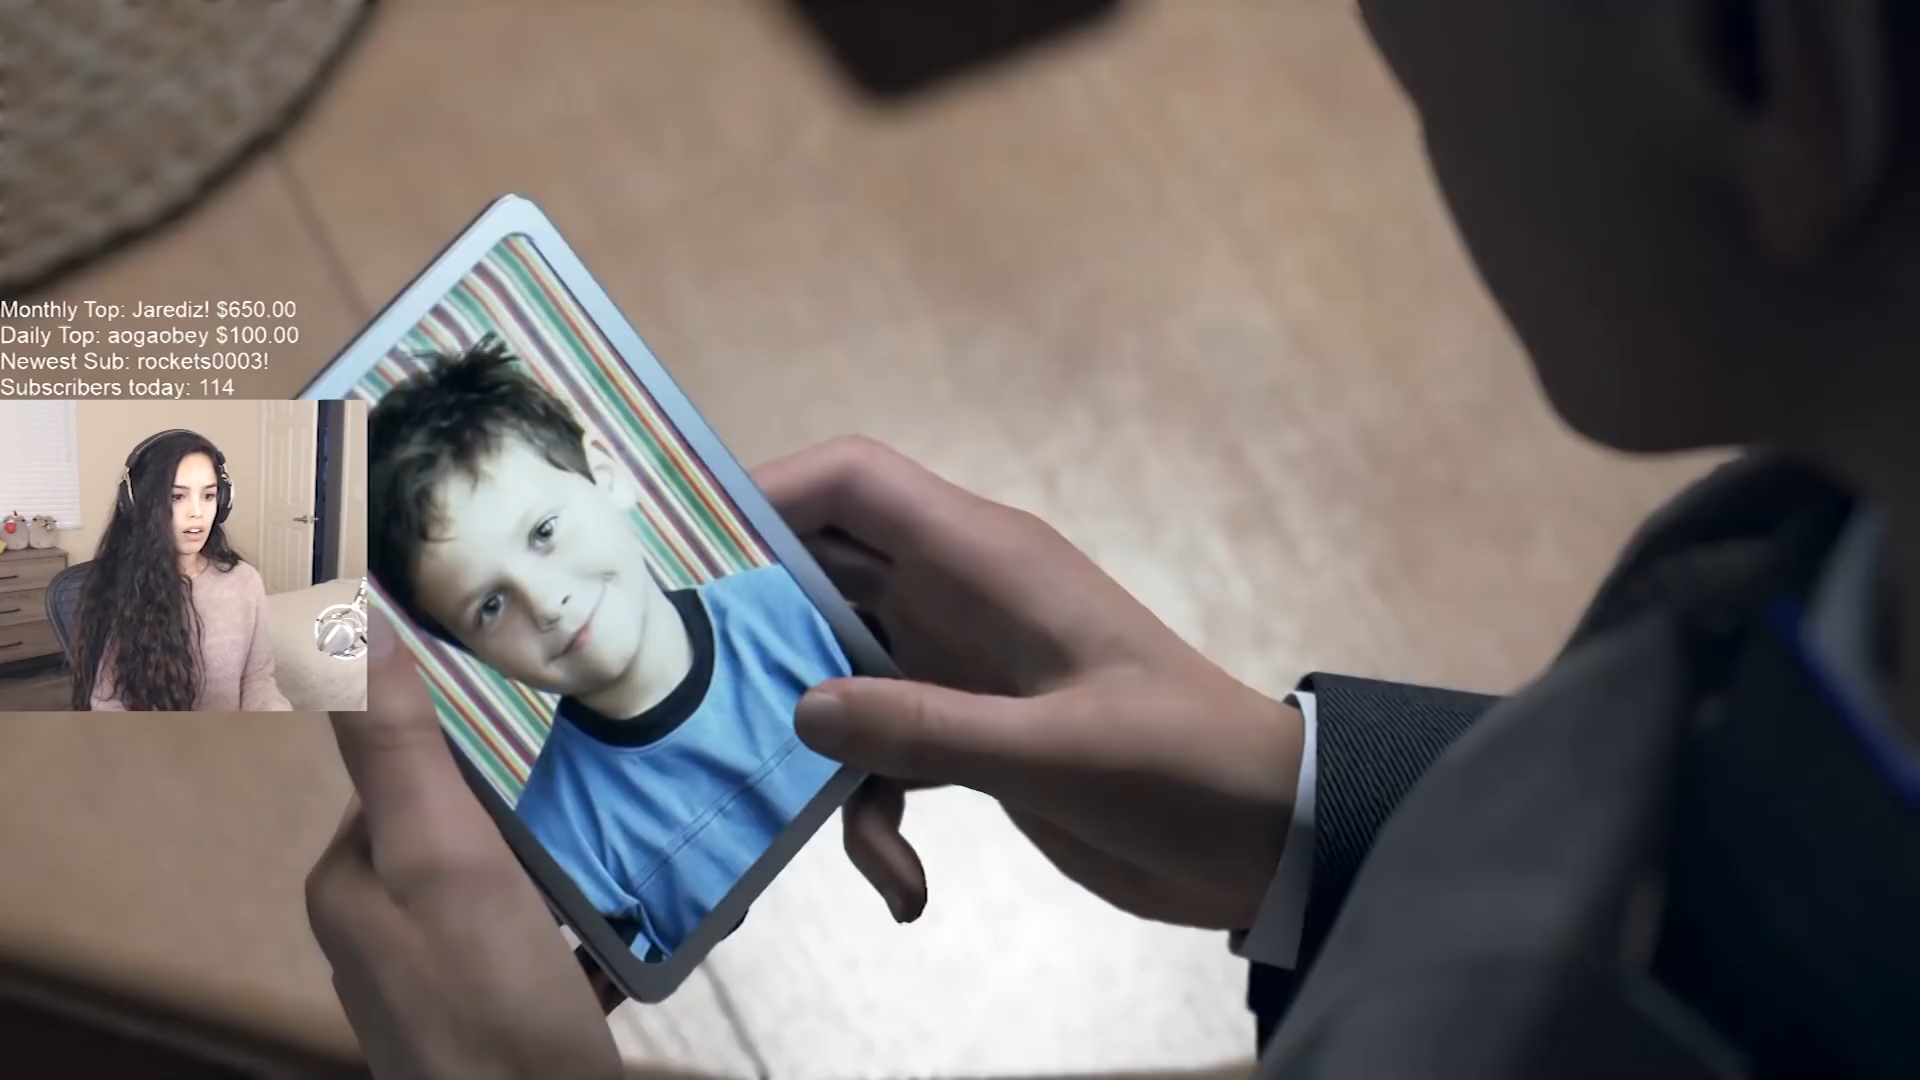 Monthly Top: Jarediz! $650.00
Daily Top: aogaobey $100.00
Newest Sub: rockets0003!
Subscribers today: 114